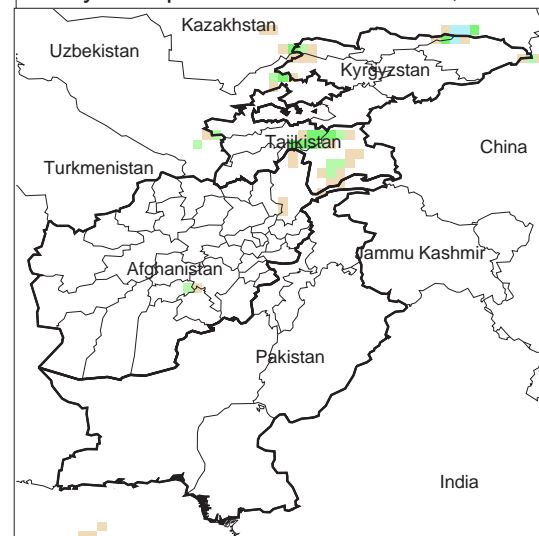 Kazakhstan
Uzbekistan
Kyrgyzstan
Tajikistan
China
Turkmenistan
Jammu Kashmir
Afghanistan
Pakistan
India